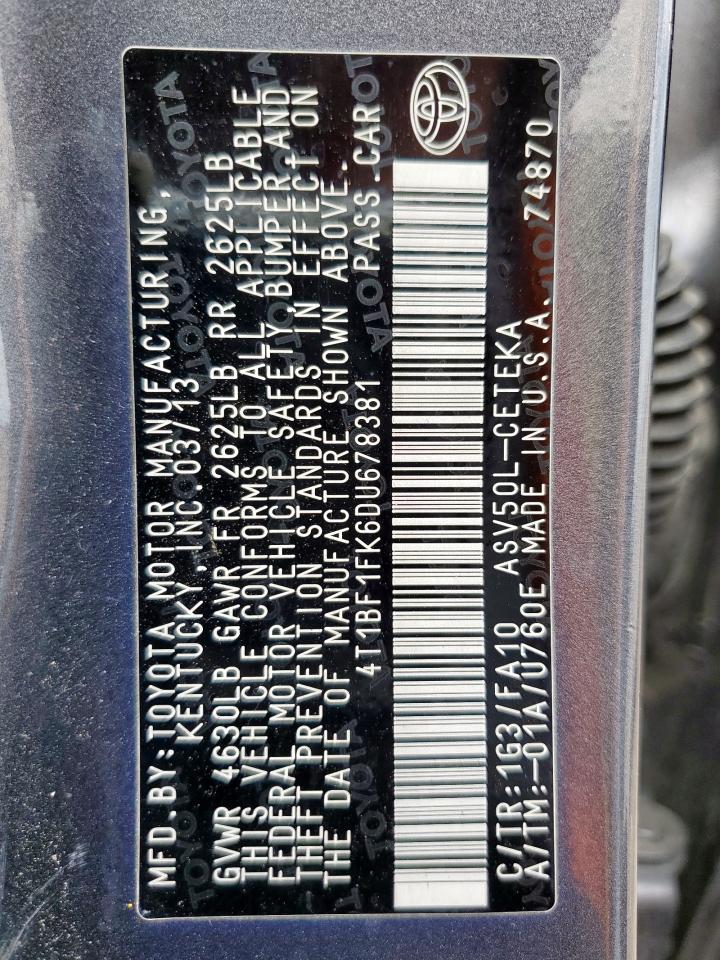 MFD.BY:TOYOTA MOTOR MANUFACTURING,
KENTUCKY,INC.03/13
GVWR 4630LB GAWR FR 2625LB RR 2625LB
THIS VEHICLE CONFORMS TO ALL APPLICABLE
FEDERAL MOTOR VEHICLE SAFETY,BUMPER,AND
THEFT PREVENTION STANDARDS IN EFFECT ON
THE DATE OF MANUFACTURE SHOWN ABOVE.
4T1BF1FK6DU678381 PASS CAR
C/TR:1G3/FA10 ASV50L-CETEKA
A/TM:-01A/U760E MADE IN U.S.A. 74870